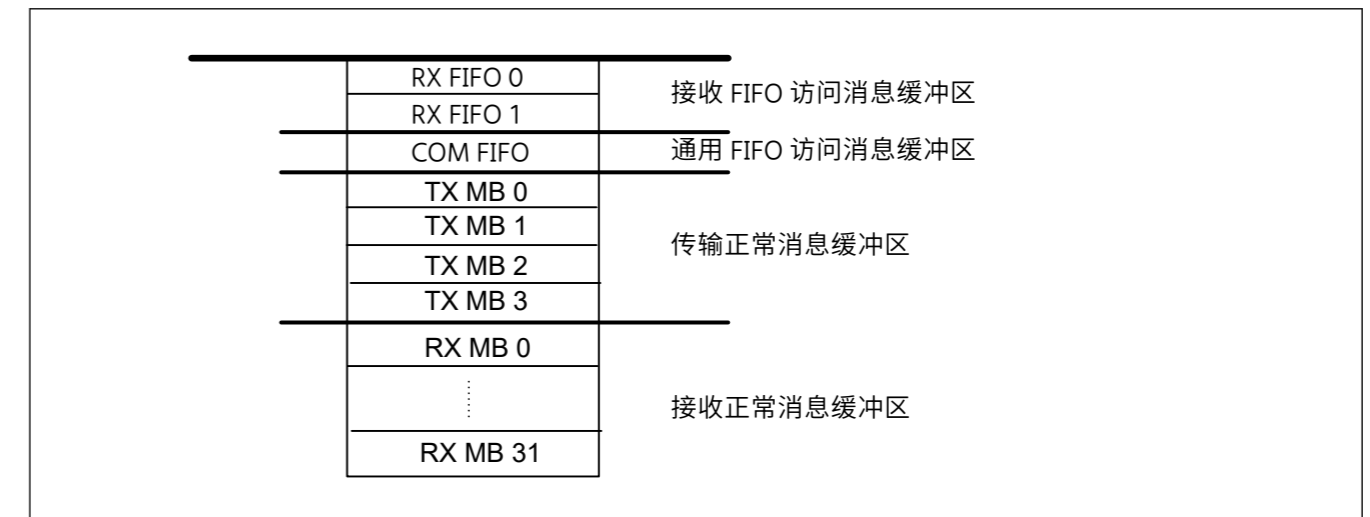 RX FIFO 0
接收 FIFO 访问消息缓冲区
RX FIFO 1
COM FIFO
通用 FIFO 访问消息缓冲区
TX MB 0
TX MB 1
传输正常消息缓冲区
TX MB 2
TX MB 3
RX MB 0
接收正常消息缓冲区
RX MB 31